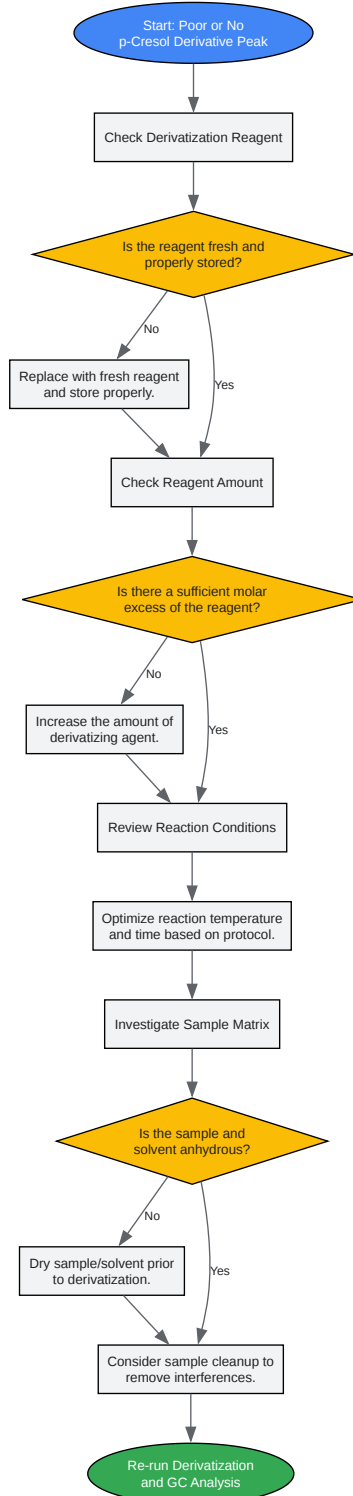 Start: Poor or No
p-Cresol Derivative Peak
Check Derivatization Reagent
Is the reagent fresh and
properly stored?
No
Replace with fresh reagent
and store properly.
Yes
Check Reagent Amount
Is there a sufficient molar
excess of the reagent?
No
Increase the amount of
derivatizing agent.
Yes
Review Reaction Conditions
Optimize reaction temperature
and time based on protocol.
Investigate Sample Matrix
Is the sample and
solvent anhydrous?
No
Dry sample/solvent prior
to derivatization.
Yes
Consider sample cleanup to
remove interferences.
Re-run Derivatization
and GC Analysis